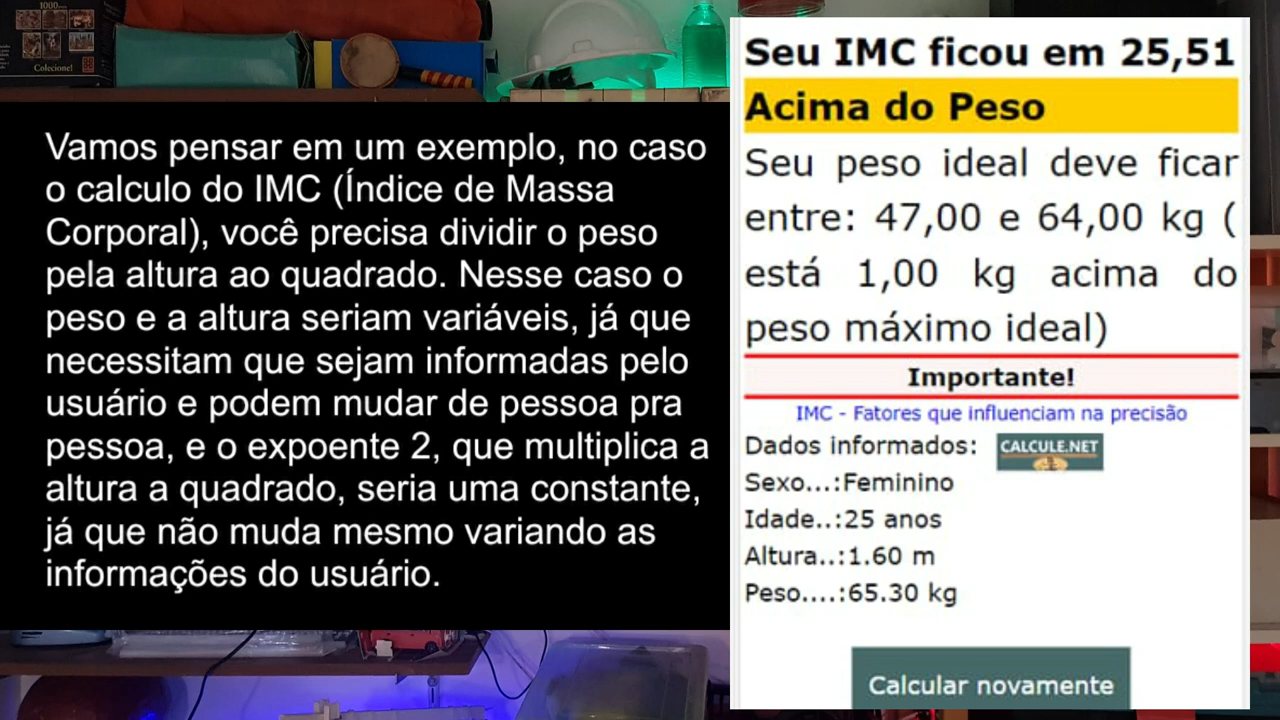 1000
Colecione!
Vamos pensar em um exemplo, no caso
o calculo do IMC (Índice de Massa
Corporal), você precisa dividir o peso
pela altura ao quadrado. Nesse caso o
peso e a altura seriam variáveis, já que
necessitam que sejam informadas pelo
usuário e podem mudar de pessoa pra
pessoa, e o expoente 2, que multiplica a
altura a quadrado, seria uma constante,
já que não muda mesmo variando as
informações do usuário.
Seu IMC ficou em 25,51
Acima do Peso
Seu peso ideal deve ficar
entre: 47,00 e 64,00 kg (
está 1,00 kg acima do
peso máximo ideal)
Importante!
IMC - Fatores que influenciam na precisão
Dados informados: CALCULE.NET
Sexo...:Feminino
Idade..:25 anos
Altura..:1.60 m
Peso....:65.30 kg
Calcular novamente